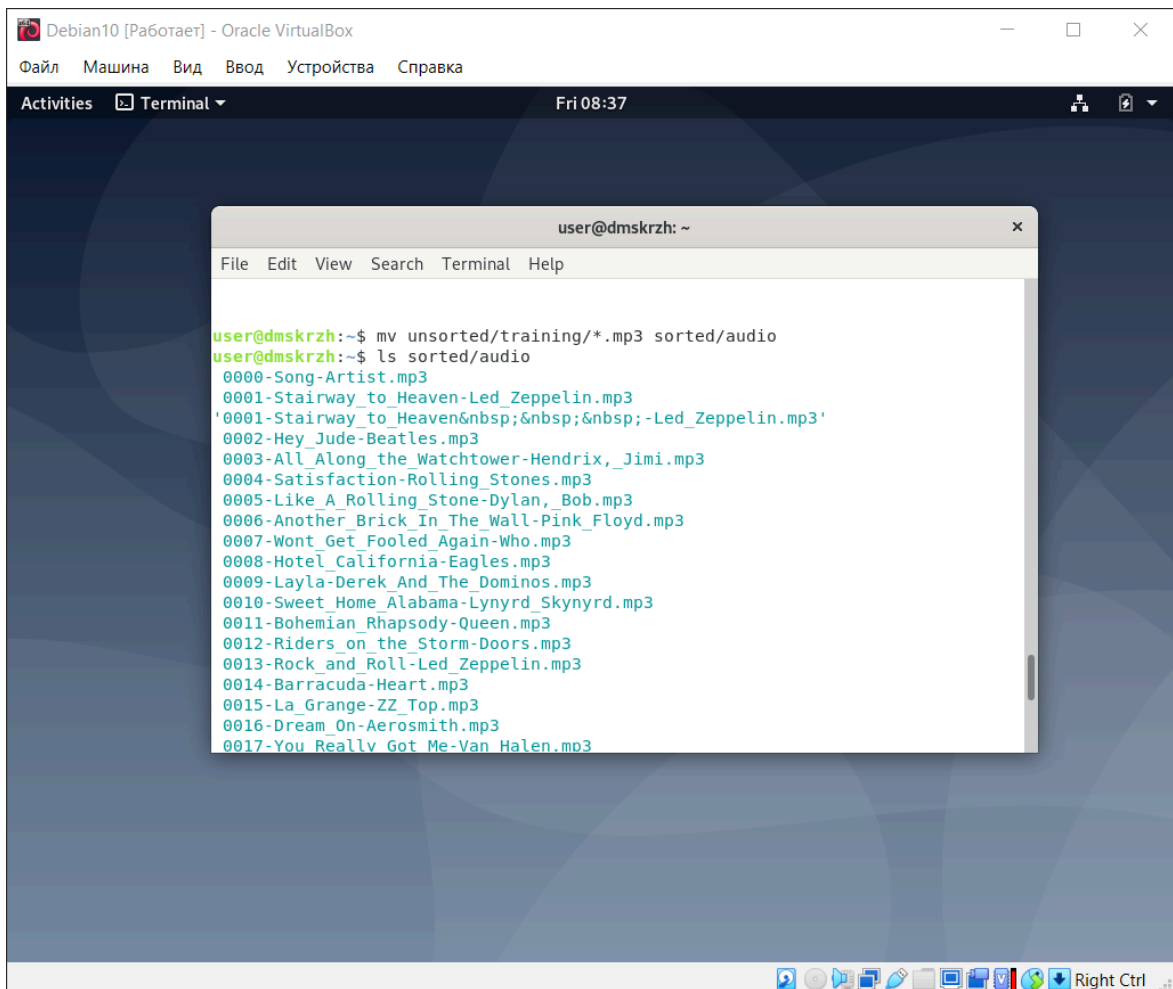 Debian10 [Работает] - Oracle VirtualBox
Файл Машина Вид Ввод Устройства Справка
Activities Terminal Fri 08:37
user@dmskrzh: ~
File Edit View Search Terminal Help
user@dmskrzh:~$ mv unsorted/training/*.mp3 sorted/audio
user@dmskrzh:~$ ls sorted/audio
0000-Song-Artist.mp3
0001-Stairway_to_Heaven-Led_Zeppelin.mp3
'0001-Stairway_to_Heaven&nbsp;&nbsp;&nbsp;-Led_Zeppelin.mp3'
0002-Hey_Jude-Beatles.mp3
0003-All_Along_the_Watchtower-Hendrix,_Jimi.mp3
0004-Satisfaction-Rolling_Stones.mp3
0005-Like_A_Rolling_Stone-Dylan,_Bob.mp3
0006-Another_Brick_In_The_Wall-Pink_Floyd.mp3
0007-Wont_Get_Fooled_Again-Who.mp3
0008-Hotel_California-Eagles.mp3
0009-Layla-Derek_And_The_Dominos.mp3
0010-Sweet_Home_Alabama-Lynyrd_Skynyrd.mp3
0011-Bohemian_Rhapsody-Queen.mp3
0012-Riders_on_the_Storm-Doors.mp3
0013-Rock_and_Roll-Led_Zeppelin.mp3
0014-Barracuda-Heart.mp3
0015-La_Grange-ZZ_Top.mp3
0016-Dream_On-Aerosmith.mp3
0017-You_Really_Got_Me-Van_Halen.mp3
Right Ctrl